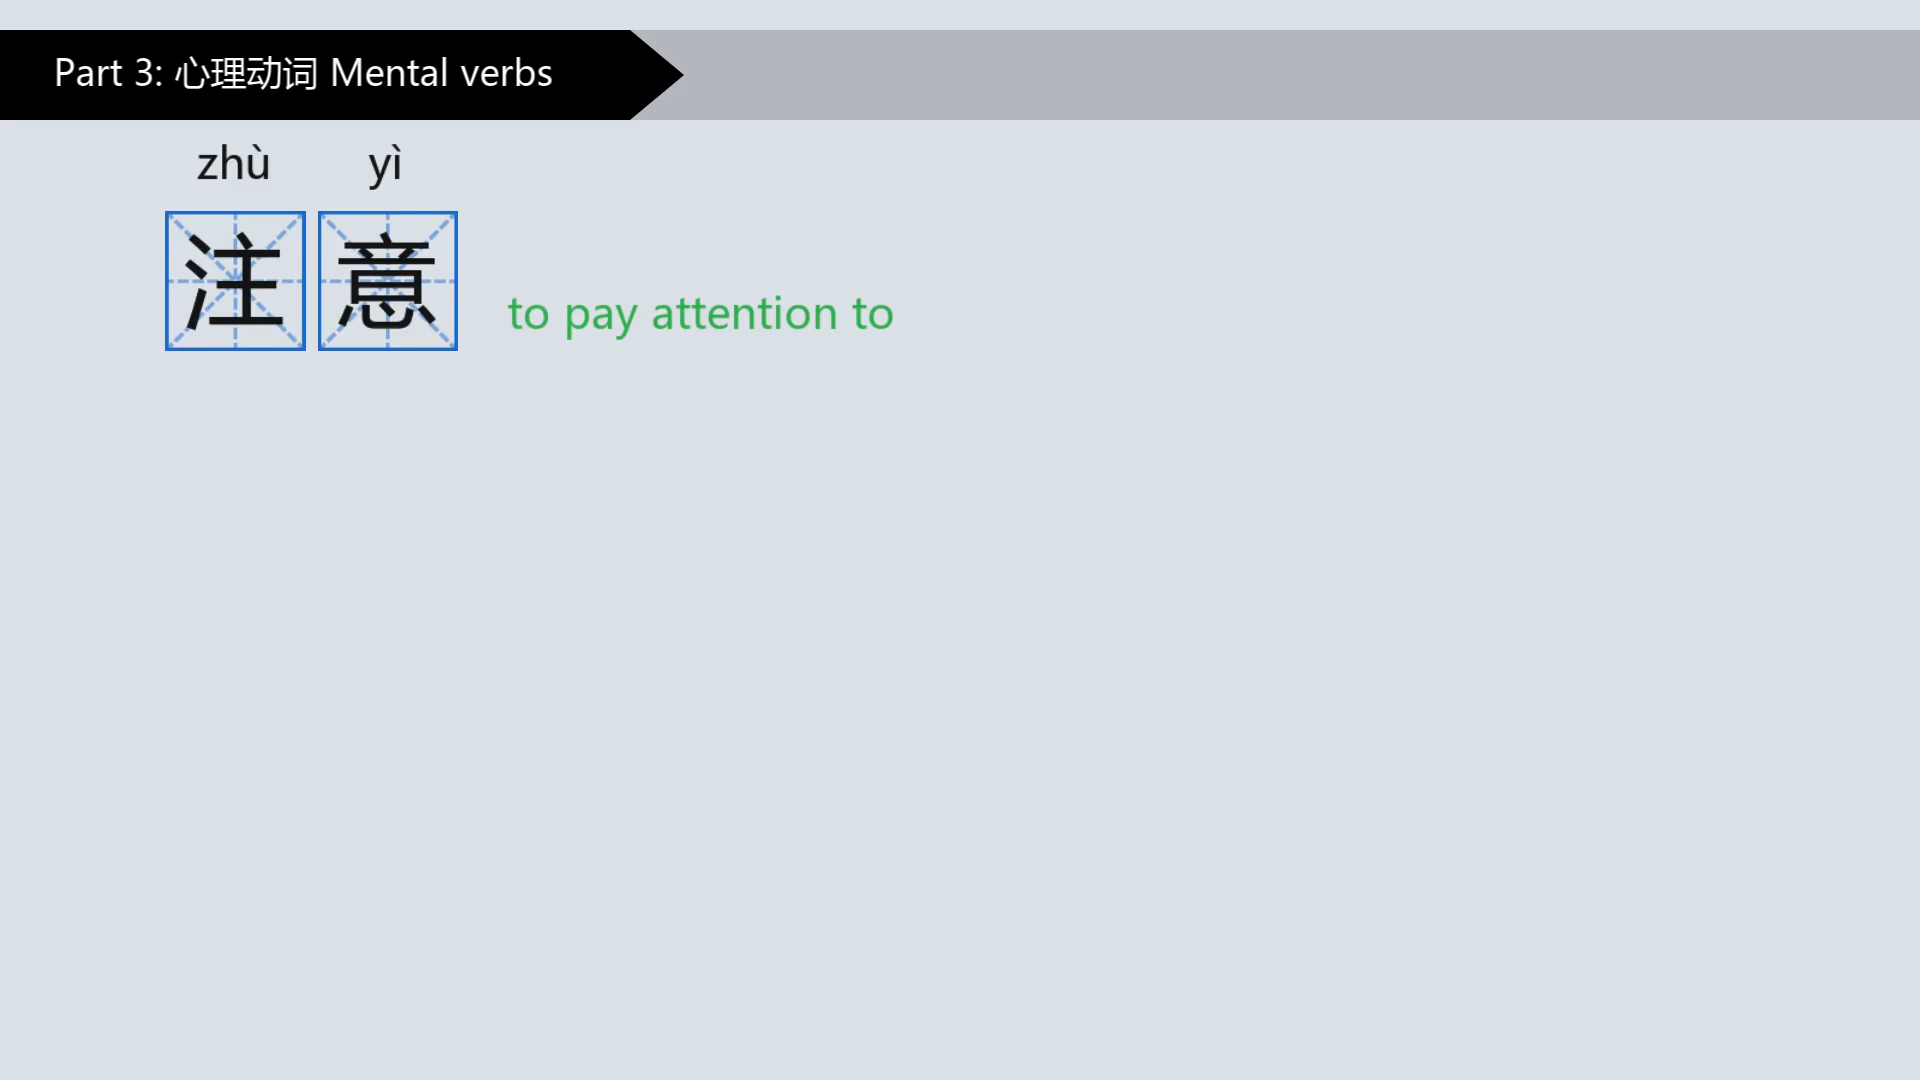 Part 3: 心理动词 Mental verbs
zhù yì
注意 to pay attention to